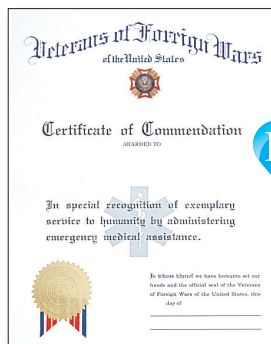 Veterans of Foreign Wars
of the United States
Certificate of Commendation
AWARDED TO
In special recognition of exemplary
service to humanity by administering
emergency medical assistance.
In witness whereof we have hereunto set our
hands and the official seal of the Veterans
of Foreign Wars of the United States, this
day of